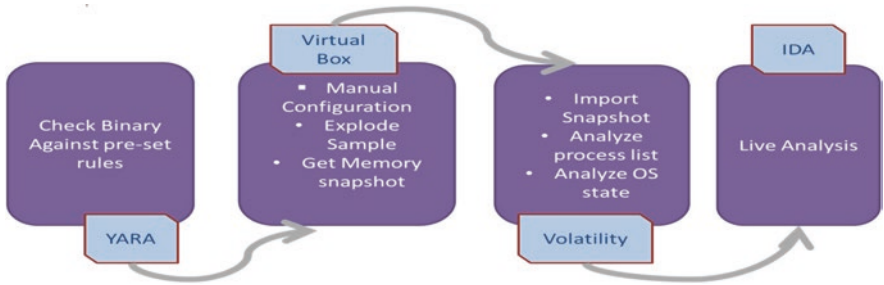 Check Binary
Against pre-set
rules
YARA
Virtual
Box
▪ Manual
Configuration
• Explode
Sample
• Get Memory
snapshot
• Import
Snapshot
• Analyze
process list
• Analyze OS
state
Volatility
IDA
Live Analysis